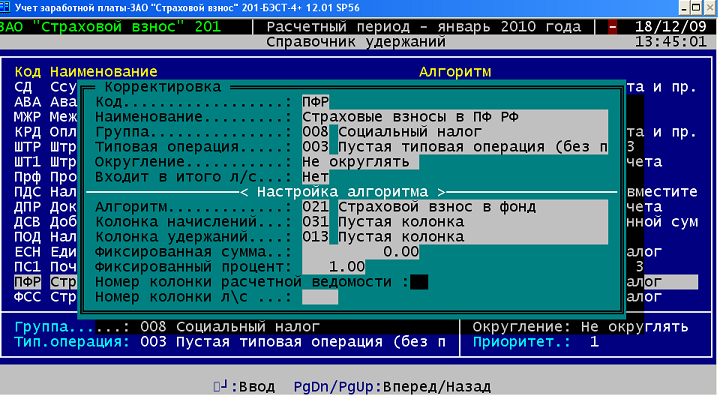 Учет заработной платы-ЗАО "Страховой взнос" 201-БЭСТ-4+ 12.01 SP56
ЗАО "Страховой взнос" 201 | Расчетный период - январь 2010 года | - 18/12/09
Справочник удержаний 13:45:01
Код Наименование Алгоритм
СД Ссу та и пр.
АВА Ава
МЖР Меж
КРД Опл та и пр.
ШТР Штр 3
ШТ1 Штр чета
Прф Про
ПДС Нал вместите
ДПР Док чета
ДСВ Доб нной сум
ПОД Нал
ЕСН Еди алог
ПС1 Поч 3
ПФР Стр алог
ФСС Стр алог
Корректировка
Код..................: ПФР
Наименование.........: Страховые взносы в ПФ РФ
Группа...............: 008 Социальный налог
Типовая операция.....: 003 Пустая типовая операция (без п
Округление...........: Не округлять
Входит в итого л/с...: Нет
< Настройка алгоритма >
Алгоритм.............: 021 Страховой взнос в фонд
Колонка начислений...: 031 Пустая колонка
Колонка удержаний....: 013 Пустая колонка
Фиксированная сумма..: 0.00
Фиксированный процент: 1.00
Номер колонки расчетной ведомости :
Номер колонки л\с ...:
Группа......: 008 Социальный налог | Округление: Не округлять
Тип.операция: 003 Пустая типовая операция (без п | Приоритет.: 1
┘:Ввод PgDn/PgUp:Вперед/Назад